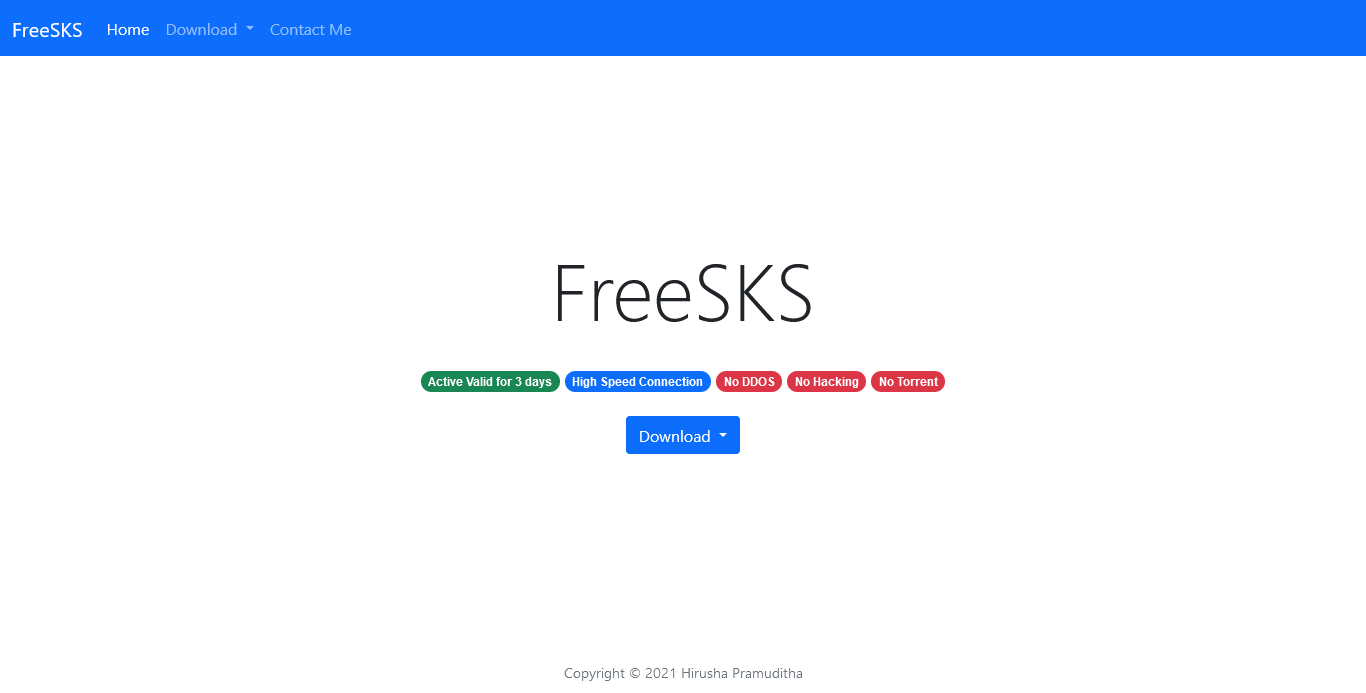 FreeSKS Home Download Contact Me
FreeSKS
Active Valid for 3 days High Speed Connection No DDOS No Hacking No Torrent
Download
Copyright © 2021 Hirusha Pramuditha